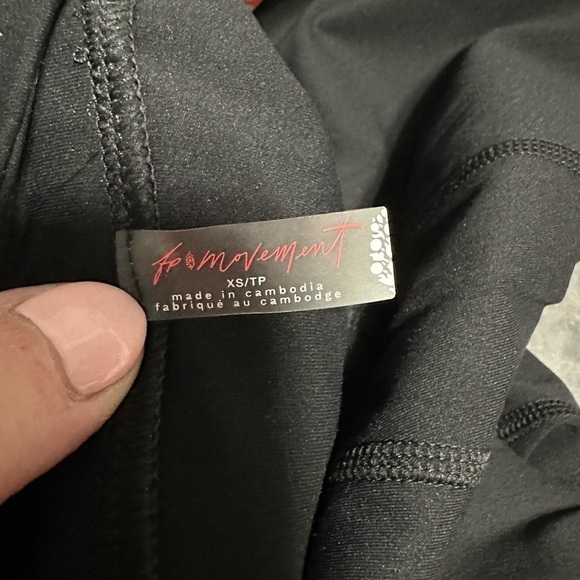 fp movement
XS/TP
made in cambodia
fabriqué au cambodge